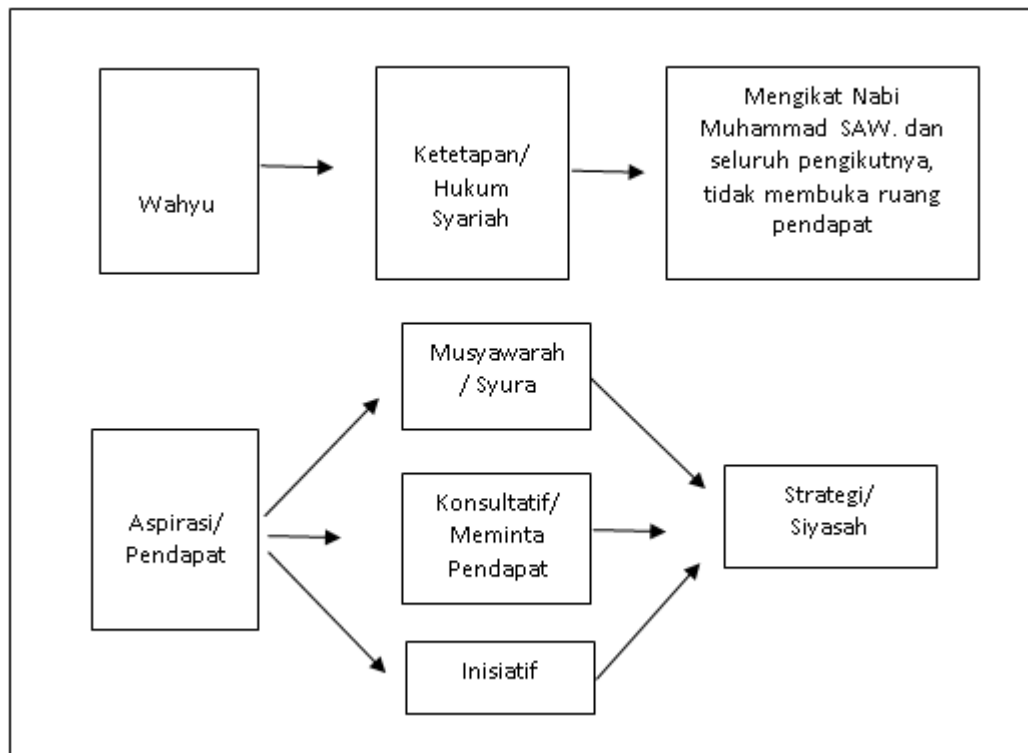 Wahyu
Ketetapan/
Hukum
Syariah
Mengikat Nabi
Muhammad SAW. dan
seluruh pengikutnya,
tidak membuka ruang
pendapat
Aspirasi/
Pendapat
Musyawarah
/ Syura
Konsultatif/
Meminta
Pendapat
Inisiatif
Strategi/
Siyasah